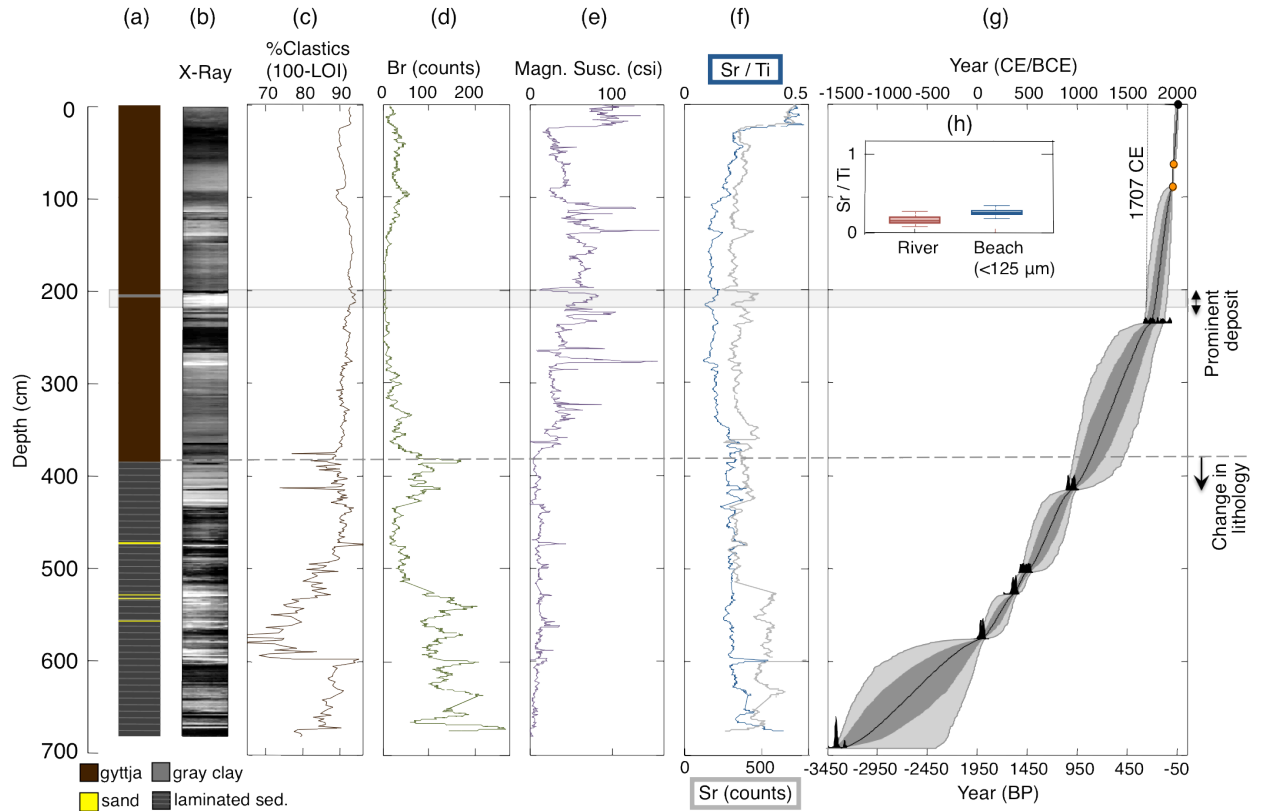 (a) (b) (c) (d) (e) (f) (g)
X-Ray
%Clastics
(100-LOI)
Br (counts)
Magn. Susc. (csi)
Sr / Ti
Year (CE/BCE)
70 80 90
0 100 200
0 100
0 0.5
-1500 -1000 -500 0 500 1000 1500 2000
Depth (cm)
0
100
200
300
400
500
600
700
(h)
Sr / Ti
1
0
River
Beach
(<125 µm)
1707 CE
Prominent
deposit
Change in
lithology
0 500
Sr (counts)
-3450 -2950 -2450 1950 1450 950 450 -50
Year (BP)
gyttja
gray clay
sand
laminated sed.